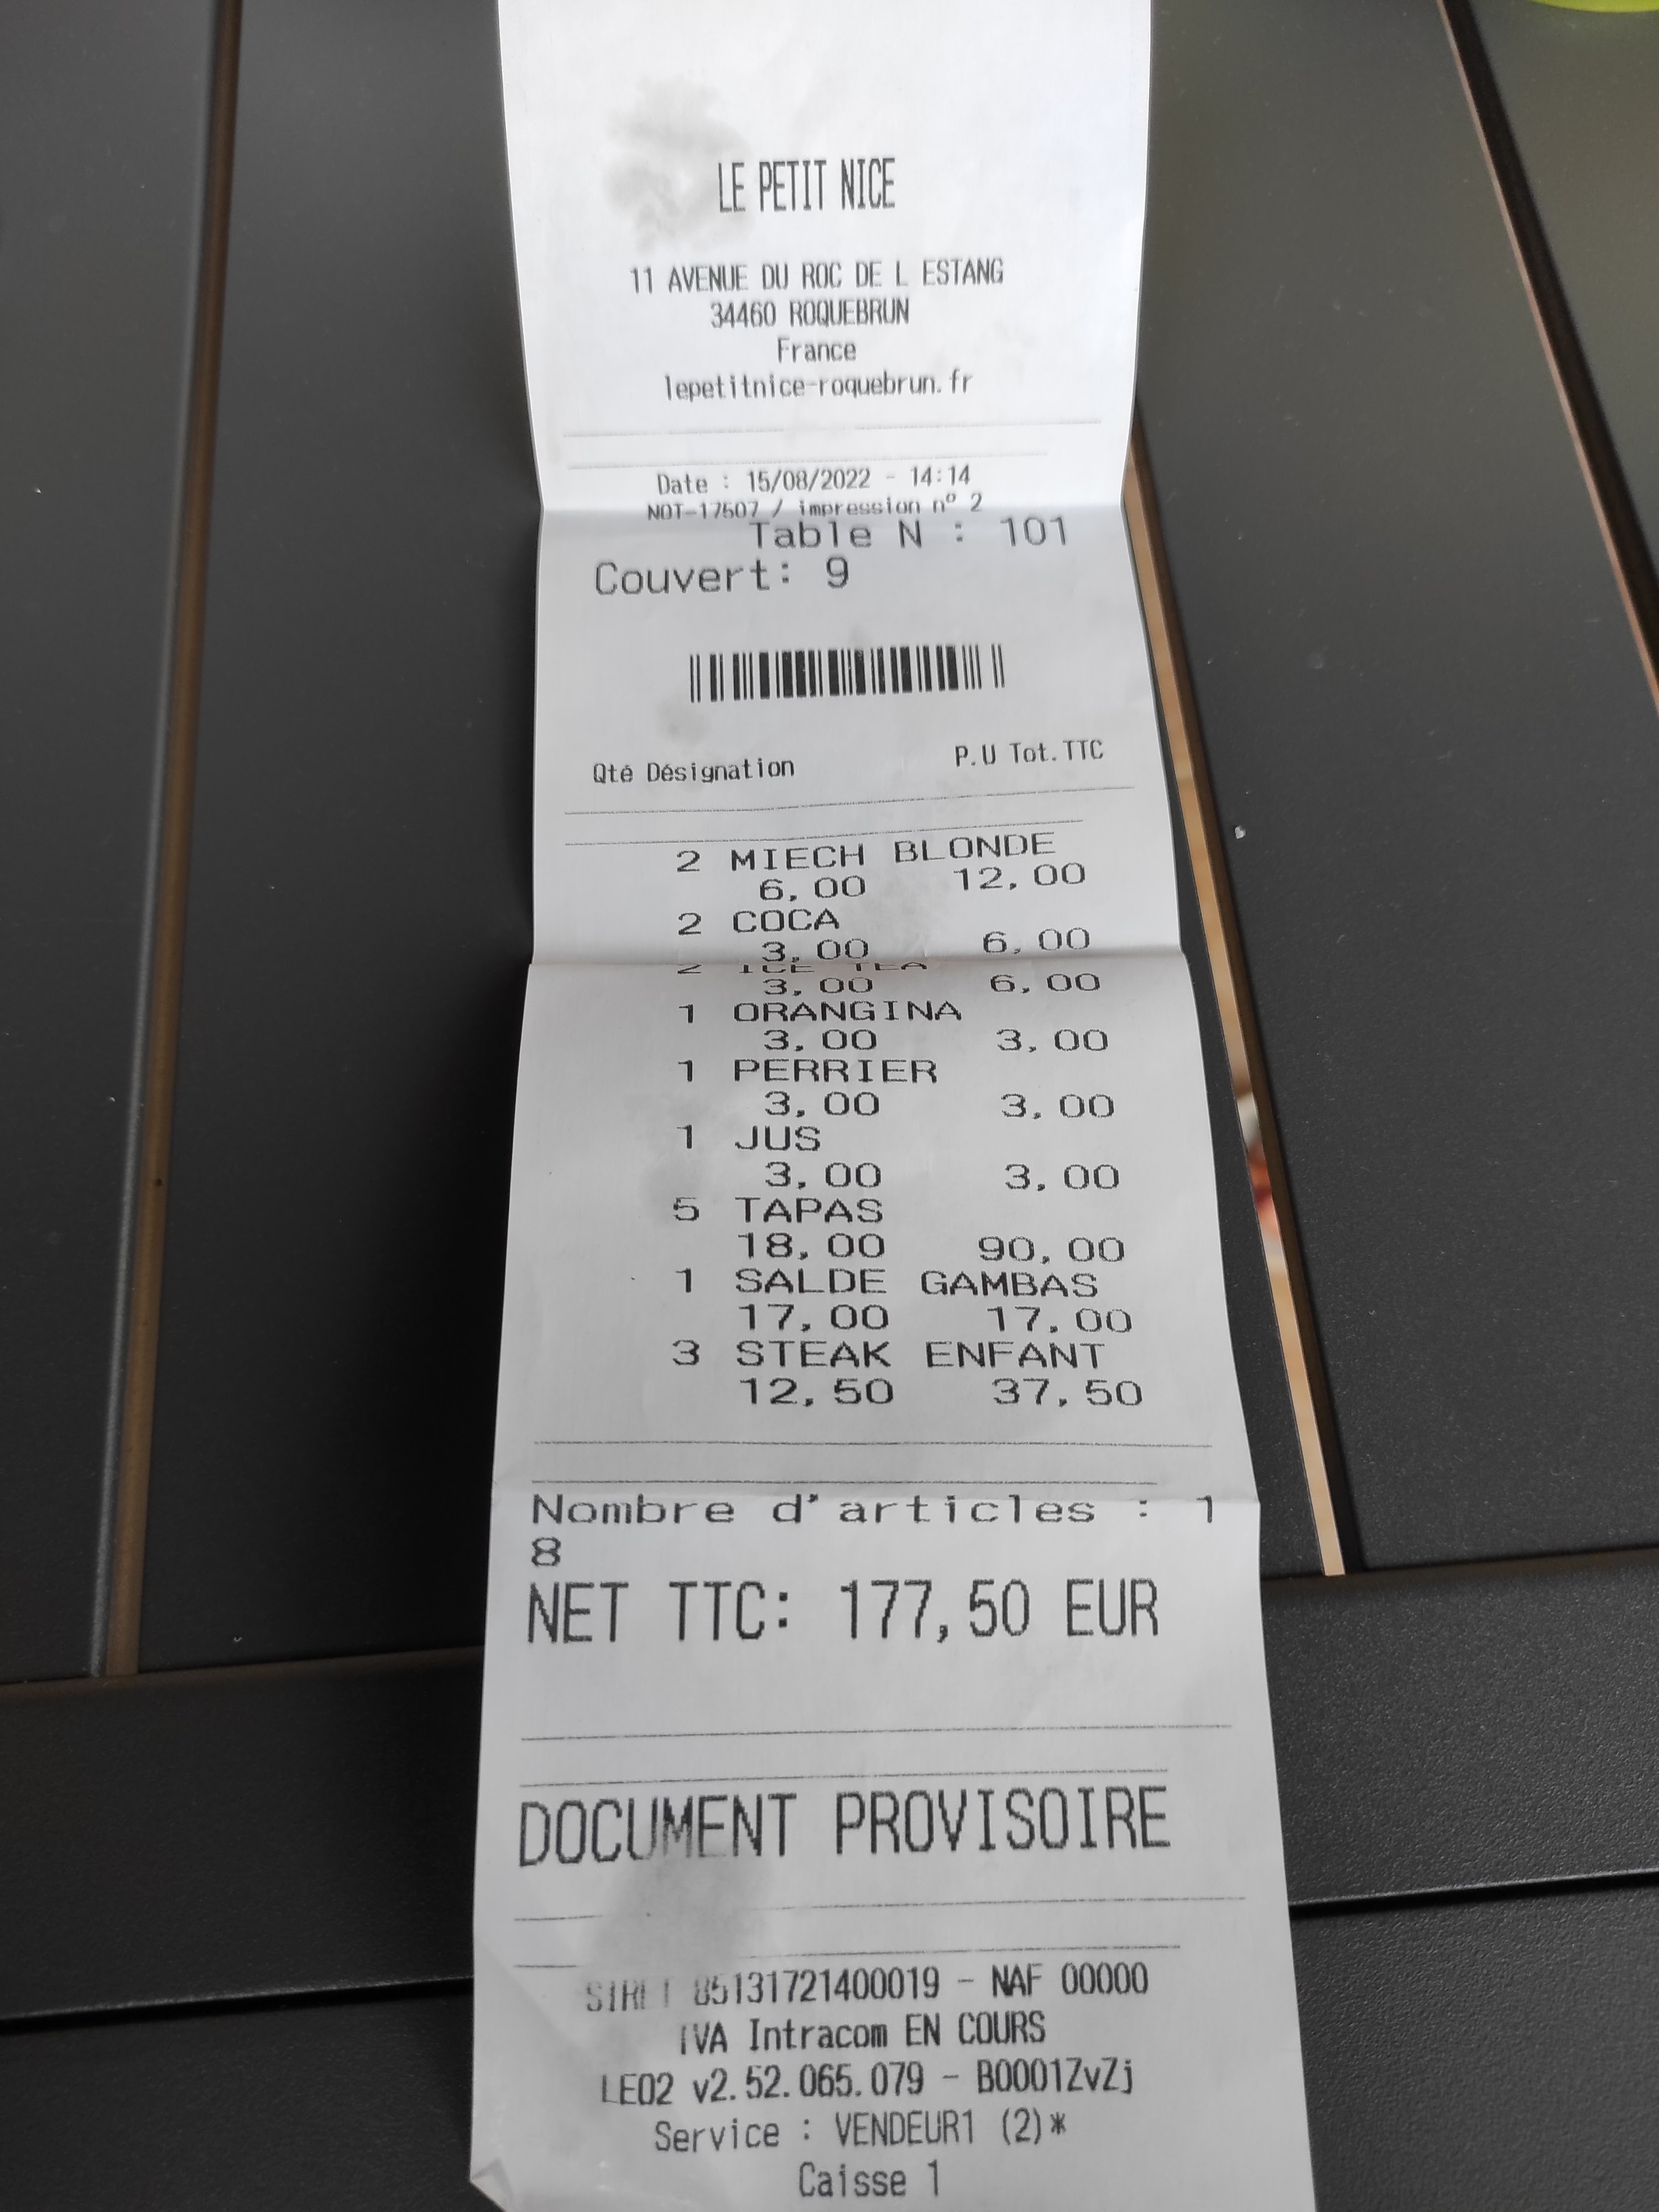 LE PETIT NICE
11 AVENUE DU ROC DE L ESTANG
34460 ROQUEBRUN
France
lepetitnice-roquebrun.fr
Date : 15/08/2022 - 14:14
NOT-17507 / impression n° 2
Table N : 101
Couvert: 9
Qté Désignation P.U Tot.TTC
2 MIECH BLONDE
6,00 12,00
2 COCA
3,00 6,00
2 ICE TEA
3,00 6,00
1 ORANGINA
3,00 3,00
1 PERRIER
3,00 3,00
1 JUS
3,00 3,00
5 TAPAS
18,00 90,00
1 SALDE GAMBAS
17,00 17,00
3 STEAK ENFANT
12,50 37,50
Nombre d'articles : 1
8
NET TTC: 177,50 EUR
DOCUMENT PROVISOIRE
SIRET 85131721400019 - NAF 00000
TVA Intracom EN COURS
LEO2 v2.52.065.079 - B0001ZvZj
Service : VENDEUR1 (2)*
Caisse 1